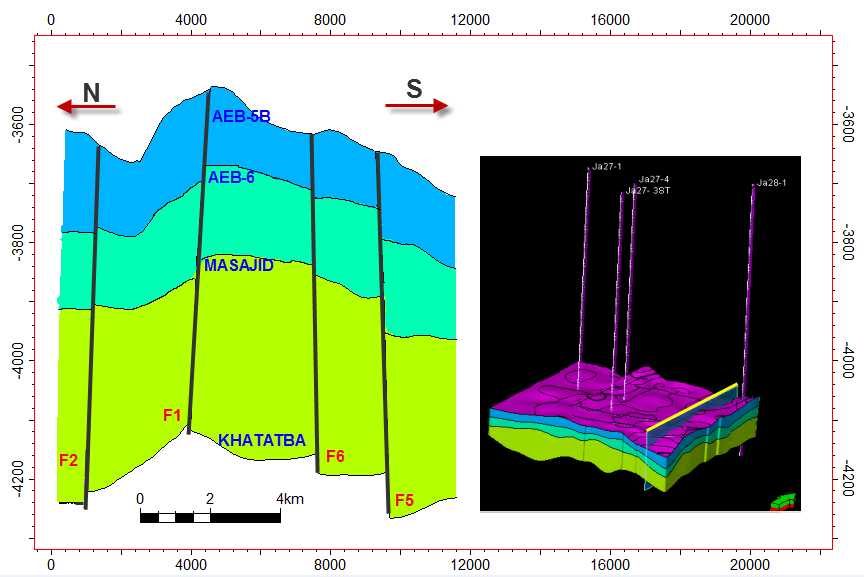 0 4000 8000 12000 16000 20000
-3600 -3600
N S
AEB-5B
AEB-6
-3800 -3800
MASAJID
-4000 -4000
F1
KHATATBA
F2 F6
-4200 -4200
F5
0 2 4km
0 4000 8000 12000 16000 20000
Ja27-1
Ja27-4
Ja27- 3ST
Ja28-1